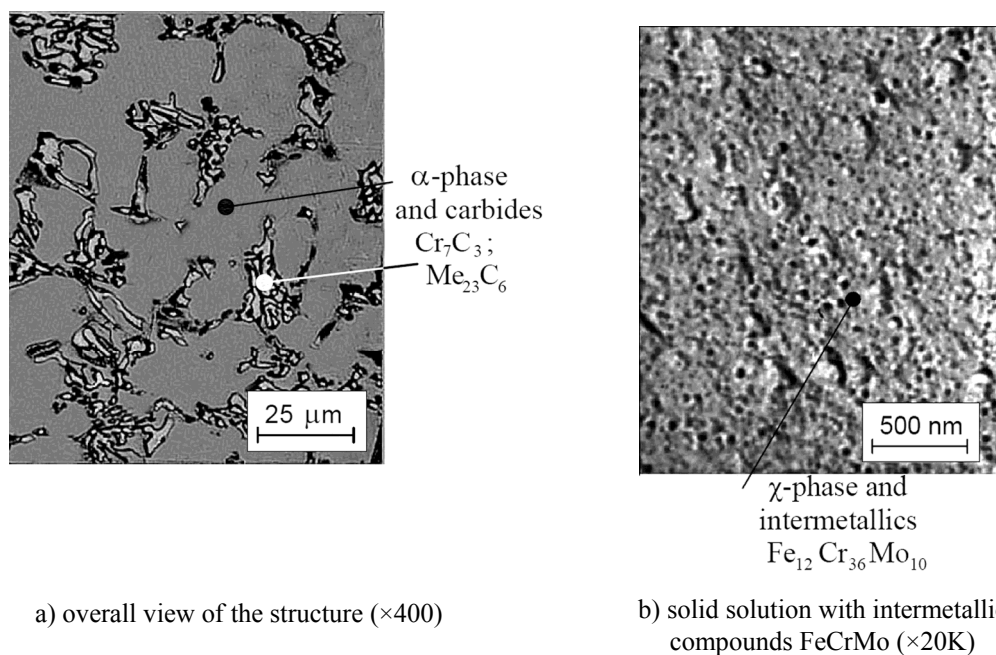 α-phase
and carbides
Cr₇C₃ ;
Me₂₃C₆
25 μm
500 nm
χ-phase and
intermetallics
Fe₁₂ Cr₃₆ Mo₁₀
a) overall view of the structure (×400)
b) solid solution with intermetalli
compounds FeCrMo (×20K)